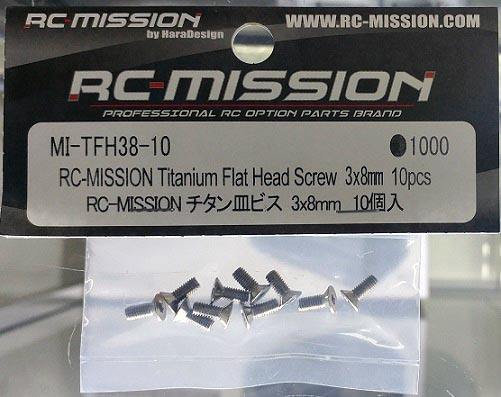 RC-MISSION
by HaraDesign
WWW.RC-MISSION.COM
RC-MISSION
PROFESSIONAL RC OPTION PARTS BRAND
MI-TFH38-10 ●1000
RC-MISSION Titanium Flat Head Screw 3x8mm 10pcs
RC-MISSION チタン皿ビス 3x8mm 10個入